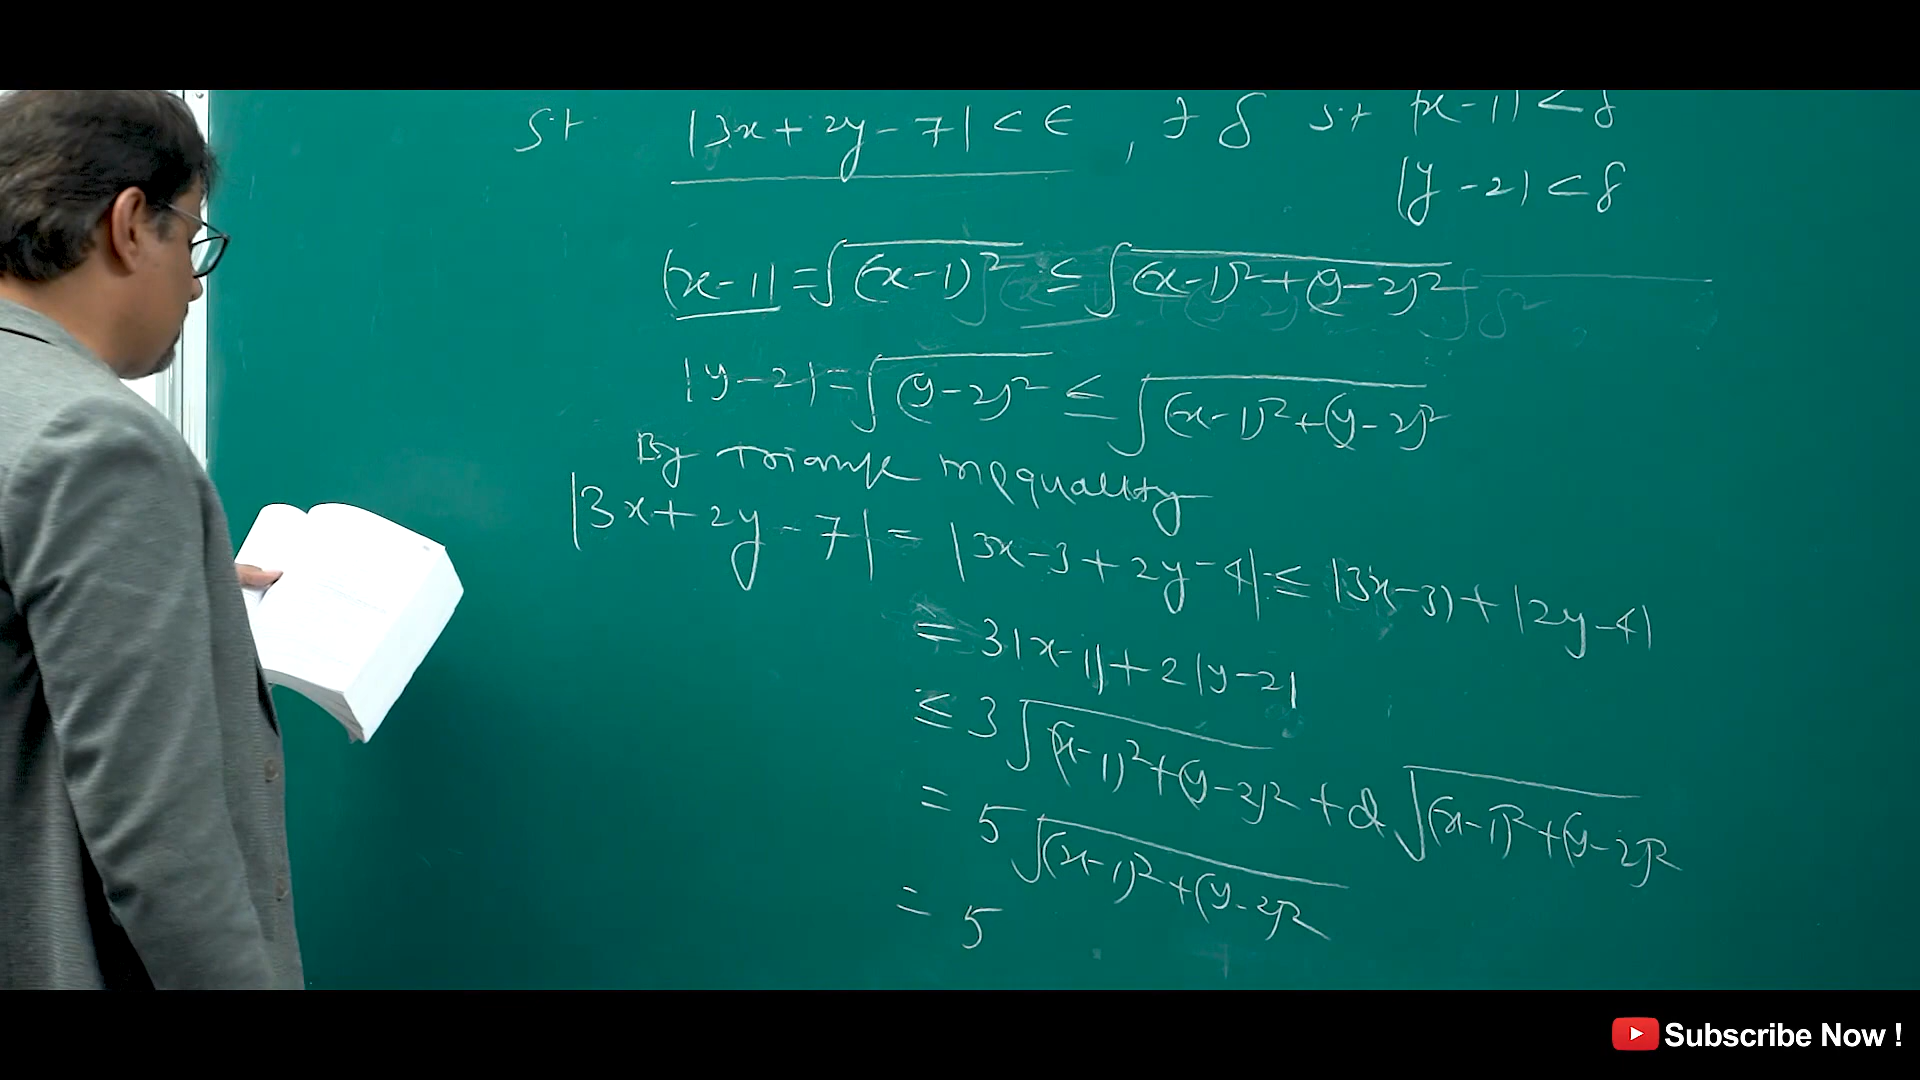 s.t |3x + 2y - 7| < ϵ, ∃ δ s.t |x - 1| < δ
|y - 2| < δ
|x - 1| = √(x-1)² ≤ √(x-1)² + (y-2)²
|y - 2| = √(y-2)² ≤ √(x-1)² + (y-2)²
By triangle inequality
|3x + 2y - 7| = |3x - 3 + 2y - 4| ≤ |3x - 3| + |2y - 4|
= 3|x-1| + 2|y-2|
≤ 3√(x-1)² + (y-2)² + 2√(x-1)² + (y-2)²
= 5√(x-1)² + (y-2)²
= 5
Subscribe Now !